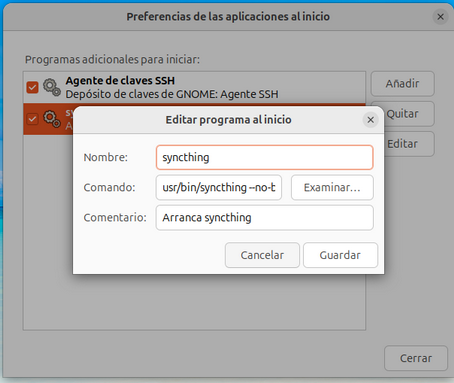 Preferencias de las aplicaciones al inicio
Programas adicionales para iniciar:
Agente de claves SSH
Depósito de claves de GNOME: Agente SSH
Añadir
Quitar
Editar
Editar programa al inicio
Nombre:
syncthing
Comando:
usr/bin/syncthing --no-b
Examinar...
Comentario:
Arranca syncthing
Cancelar
Guardar
Cerrar